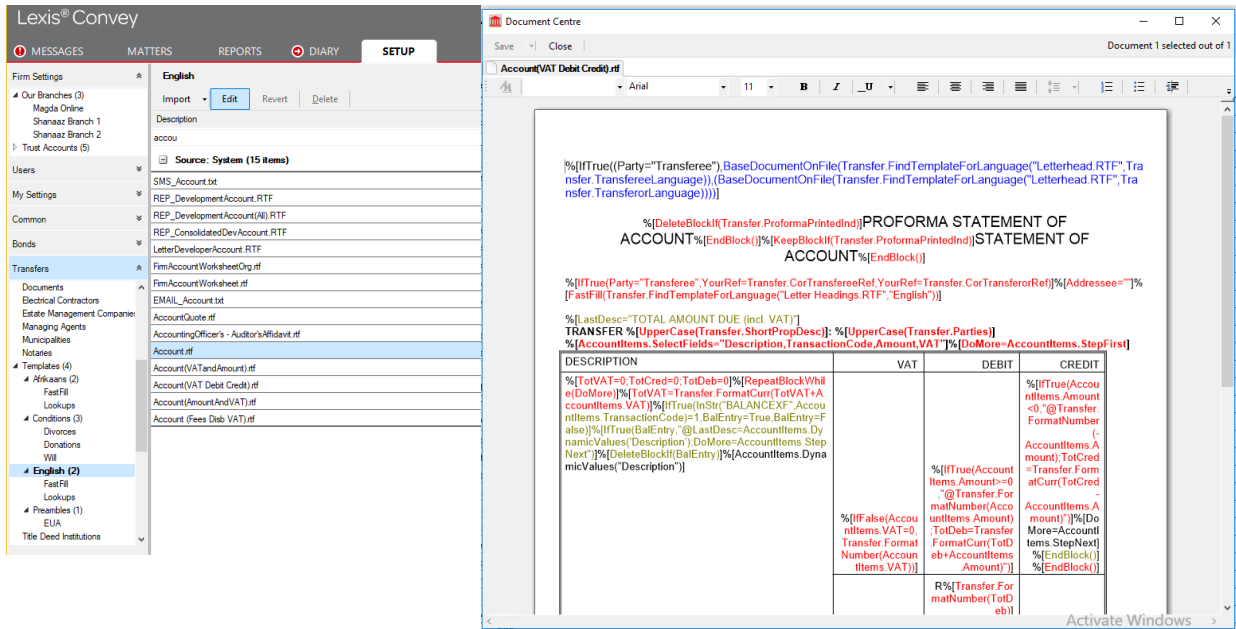 Lexis® Convey
MESSAGES MATTERS REPORTS DIARY SETUP
Firm Settings
Our Branches (3)
Magda Online
Shanaaz Branch 1
Shanaaz Branch 2
Trust Accounts (5)
Users
My Settings
Common
Bonds
Transfers
Documents
Electrical Contractors
Estate Management Companies
Managing Agents
Municipalities
Notaries
Templates (4)
Afrikaans (2)
FastFill
Lookups
Conditions (3)
Divorces
Donations
Will
English (2)
FastFill
Lookups
Preambles (1)
EUA
Title Deed Institutions
English
Import Edit Revert Delete
Description
accou
Source: System (15 items)
SMS_Account.txt
REP_DevelopmentAccount.RTF
REP_DevelopmentAccount(All).RTF
REP_ConsolidatedDevAccount.RTF
LetterDeveloperAccount.RTF
FirmAccountWorksheetOrg.rtf
FirmAccountWorksheet.rtf
EMAIL_Account.txt
AccountQuote.rtf
AccountingOfficer's - Auditor'sAffidavit.rtf
Account.rtf
Account(VATandAmount).rtf
Account(VAT Debit Credit).rtf
Account(AmountAndVAT).rtf
Account (Fees Disb VAT).rtf
Document Centre
Save Close Document 1 selected out of 1
Account(VAT Debit Credit).rtf
Arial 11 B I U
%[IfTrue((Party="Transferee"),BaseDocumentOnFile(Transfer.FindTemplateForLanguage("Letterhead.RTF",Tra
nsfer.TransfereeLanguage)),(BaseDocumentOnFile(Transfer.FindTemplateForLanguage("Letterhead.RTF",Tra
nsfer.TransferorLanguage))))]
%[DeleteBlockIf(Transfer.ProformaPrintedInd)]PROFORMA STATEMENT OF
ACCOUNT%[EndBlock()]%[KeepBlockIf(Transfer.ProformaPrintedInd)]STATEMENT OF
ACCOUNT%[EndBlock()]
%[IfTrue(Party="Transferee",YourRef=Transfer.CorTransfereeRef,YourRef=Transfer.CorTransferorRef)]%[Addressee=""]%
[FastFill(Transfer.FindTemplateForLanguage("Letter Headings.RTF","English"))]
%[LastDesc="TOTAL AMOUNT DUE (incl. VAT)"]
TRANSFER %[UpperCase(Transfer.ShortPropDesc)]: %[UpperCase(Transfer.Parties)]
%[AccountItems.SelectFields="Description,TransactionCode,Amount,VAT"]%[DoMore=AccountItems.StepFirst]
DESCRIPTION VAT DEBIT CREDIT
%[TotVAT=0;TotCred=0;TotDeb=0]%[RepeatBlockWhil
e(DoMore)]%[TotVAT=Transfer.FormatCurr(TotVAT+A
ccountItems.VAT)]%[IfTrue(InStr("BALANCEXF",Accou
ntItems.TransactionCode)=1,BalEntry=True,BalEntry=F
alse)]%[IfTrue(BalEntry,"@LastDesc=AccountItems.Dy
namicValues('Description');DoMore=AccountItems.Step
Next")]%[DeleteBlockIf(BalEntry)]%[AccountItems.Dyna
micValues("Description")]
%[IfFalse(Accou
ntItems.VAT=0,
Transfer.Format
Number(Accoun
tItems.VAT))]
%[IfTrue(Account
Items.Amount>=0
,"@Transfer.For
matNumber(Acco
untItems.Amount)
;TotDeb=Transfer
.FormatCurr(TotD
eb+AccountItems
.Amount)")]
%[IfTrue(Accou
ntItems.Amount
<0,"@Transfer.
FormatNumber
(-
AccountItems.A
mount);TotCred
=Transfer.Form
atCurr(TotCred
-
AccountItems.A
mount)")]%[Do
More=AccountI
tems.StepNext]
%[EndBlock()]
%[EndBlock()]
R%[Transfer.For
matNumber(TotD
eb)]
Activate Windows